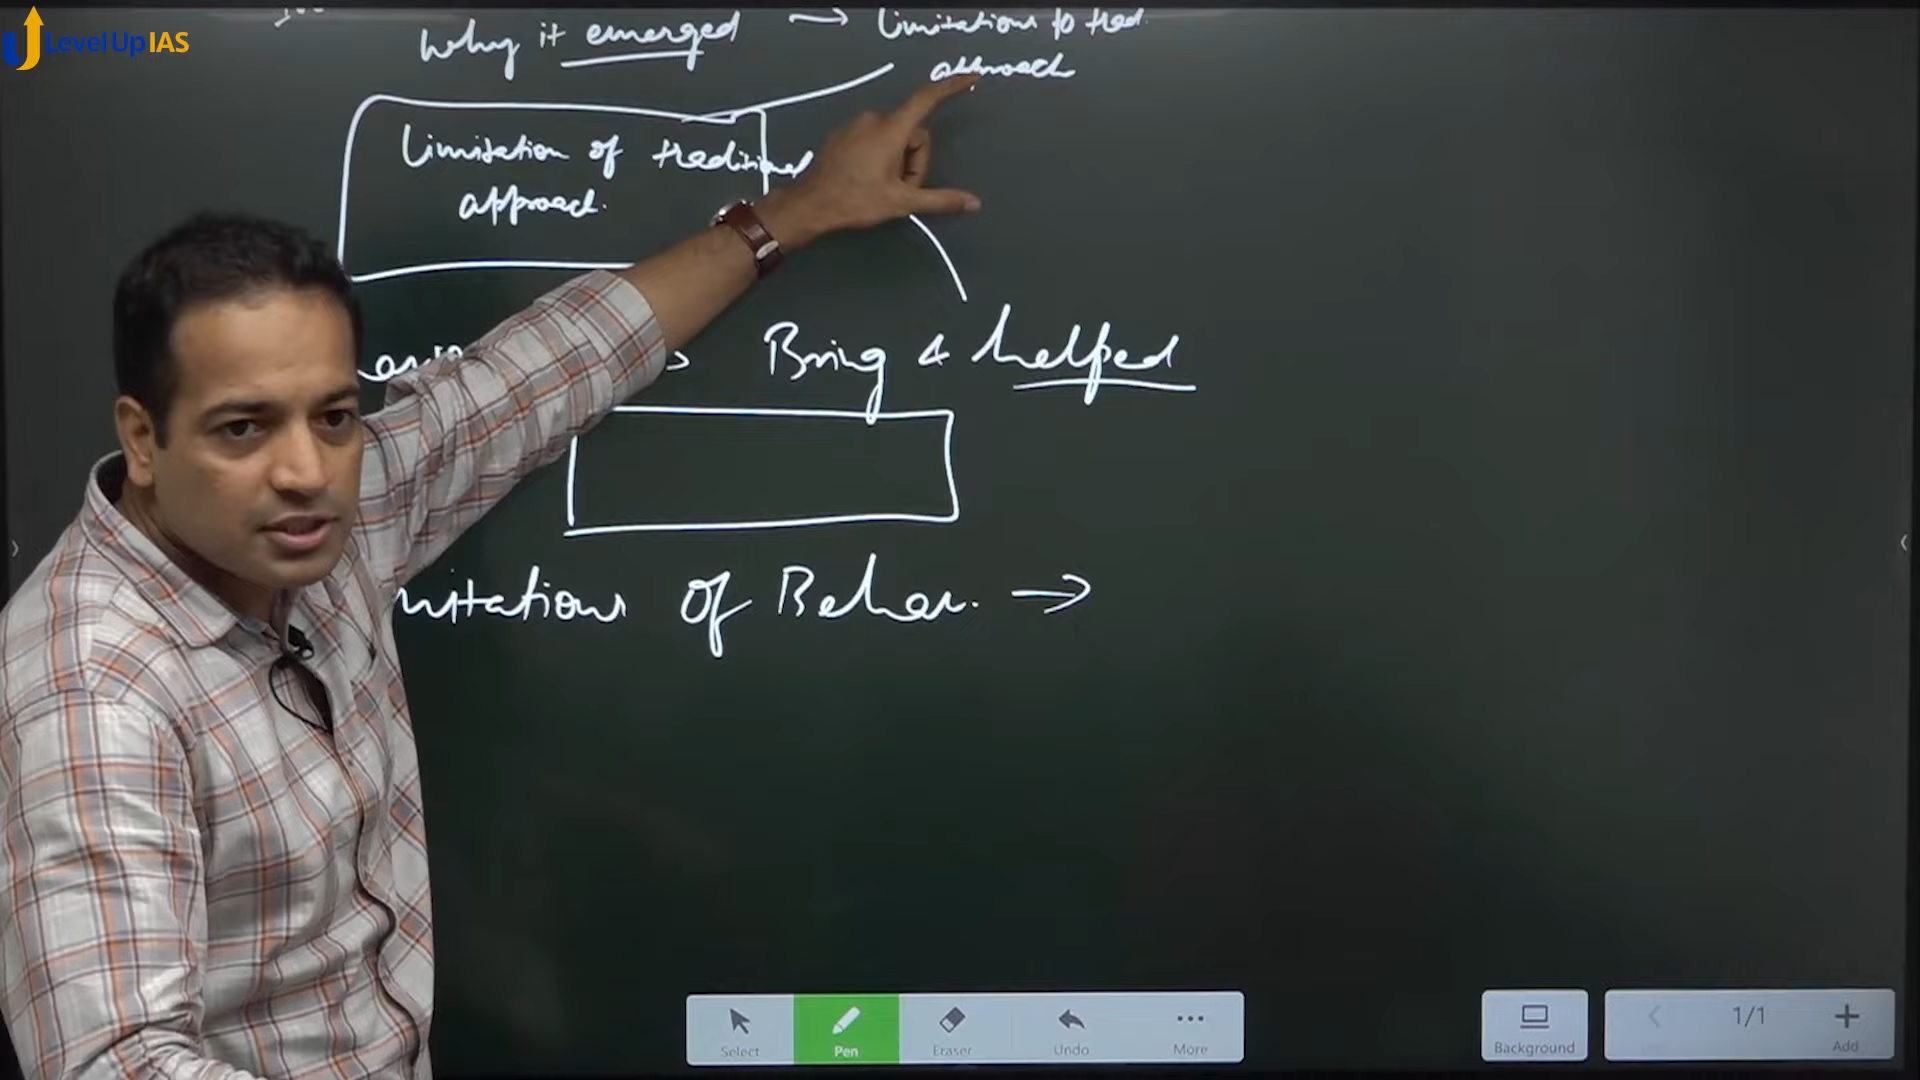 Level Up IAS
Why it emerged → Limitations to trad.
approach
Limitation of traditional
approach.
→ Bring & helped
mitations of Behav. →
Select
Pen
Eraser
Undo
More
Background
1/1
Add